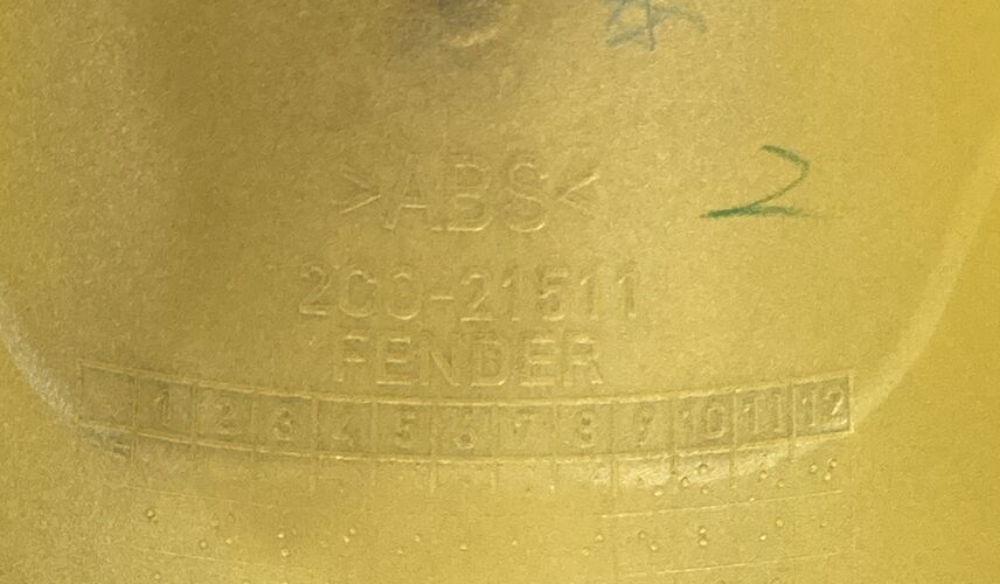 >ABS<
2
2C0-21511
FENDER
1 2 3 4 5 6 7 8 9 10 11 12